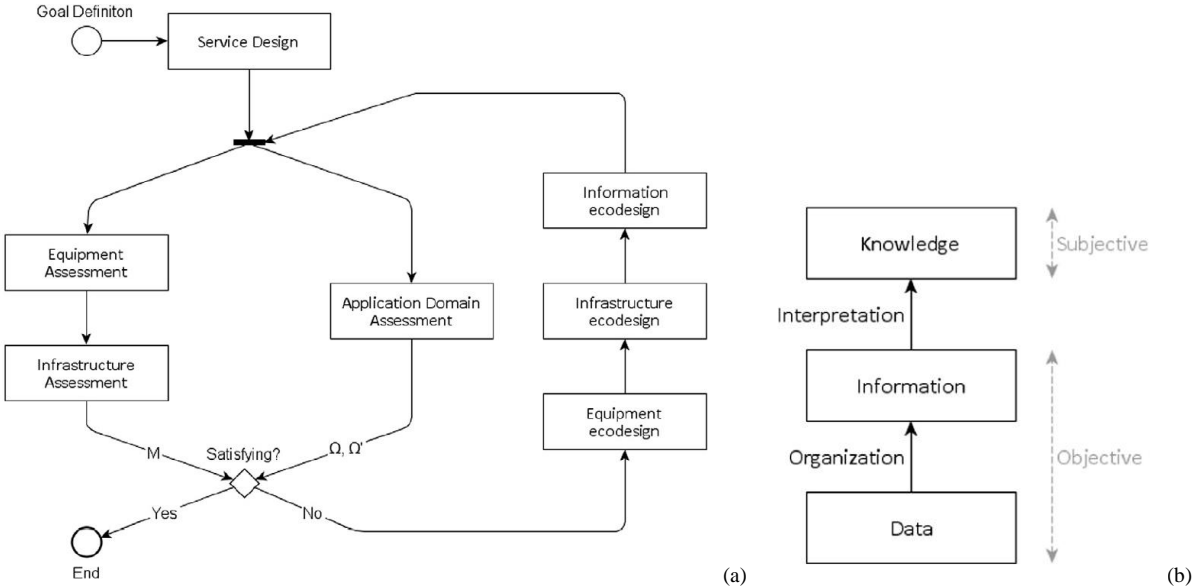 Goal Definiton
Service Design
Equipment
Assessment
Infrastructure
Assessment
Application Domain
Assessment
Information
ecodesign
Infrastructure
ecodesign
Equipment
ecodesign
M
Satisfying?
Ω, Ω'
Yes
No
End
(a)
Knowledge
Subjective
Interpretation
Information
Organization
Objective
Data
(b)